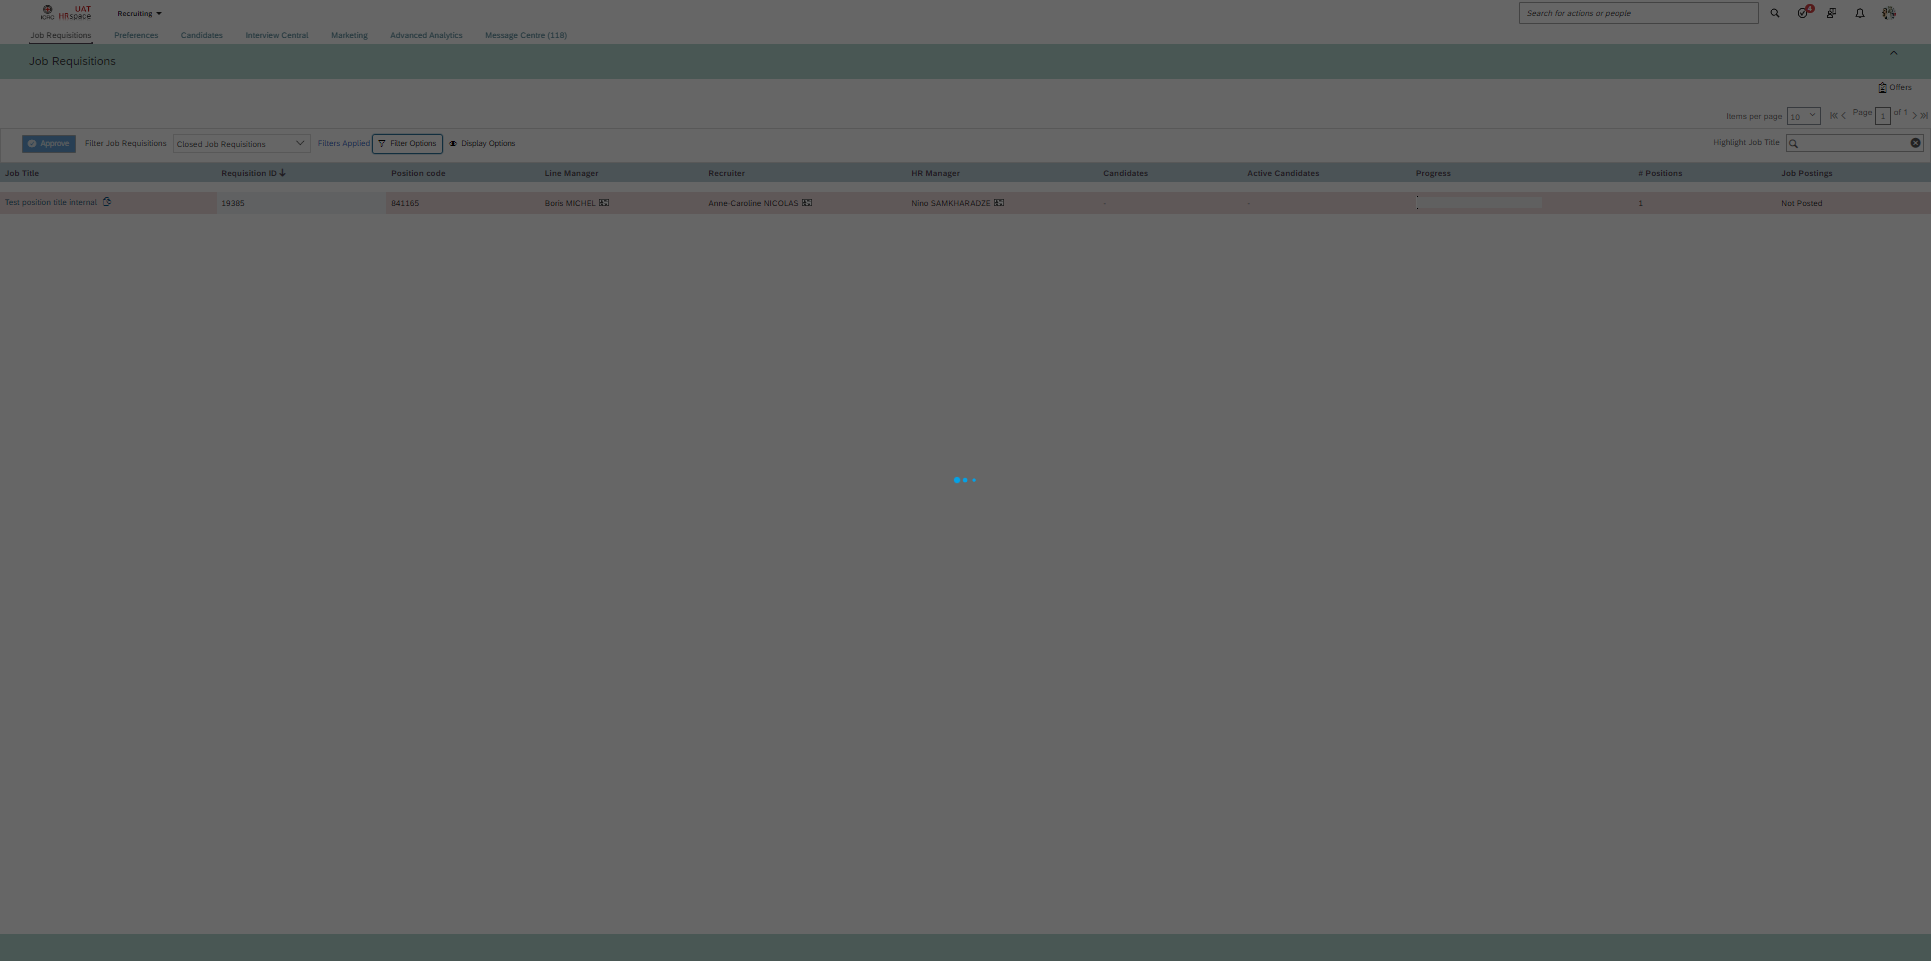 UAT
ICRC HRspace
Recruiting
Search for actions or people
4
Job Requisitions
Preferences
Candidates
Interview Central
Marketing
Advanced Analytics
Message Centre (118)
Job Requisitions
Offers
Items per page 10 Page 1 of 1
Approve Filter Job Requisitions Closed Job Requisitions Filters Applied Filter Options Display Options Highlight Job Title
Job Title Requisition ID Position code Line Manager Recruiter HR Manager Candidates Active Candidates Progress # Positions Job Postings
Test position title internal 19385 841165 Boris MICHEL Anne-Caroline NICOLAS Nino SAMKHARADZE - - 1 Not Posted